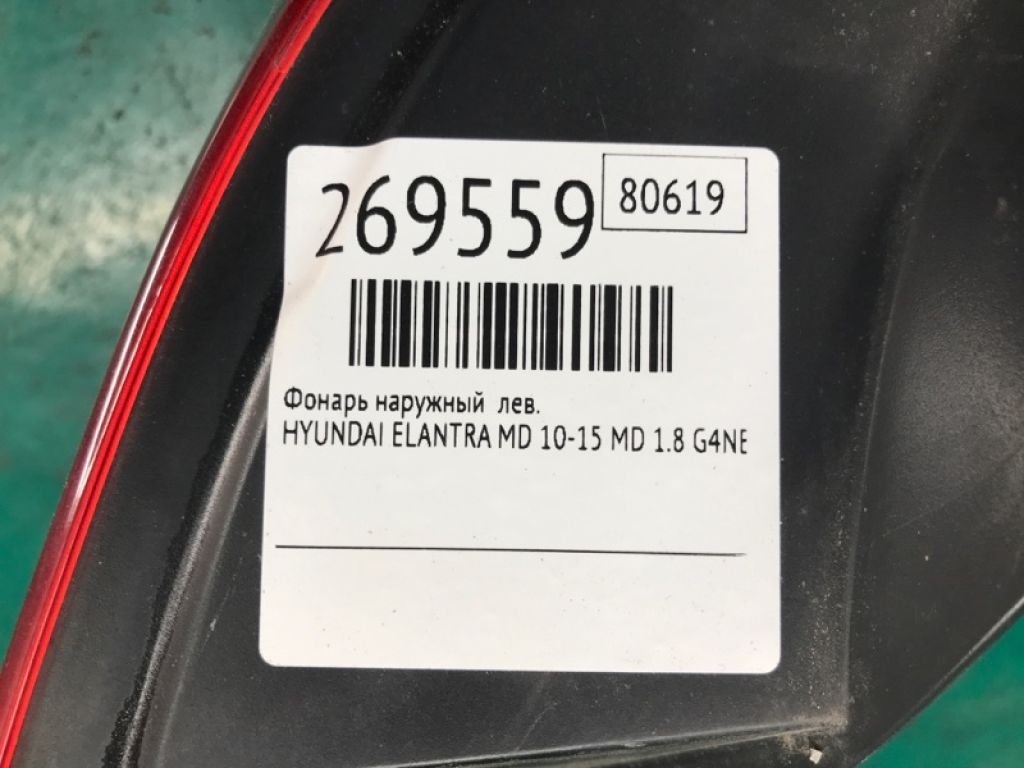 269559 80619
Фонарь наружный лев.
HYUNDAI ELANTRA MD 10-15 MD 1.8 G4NE